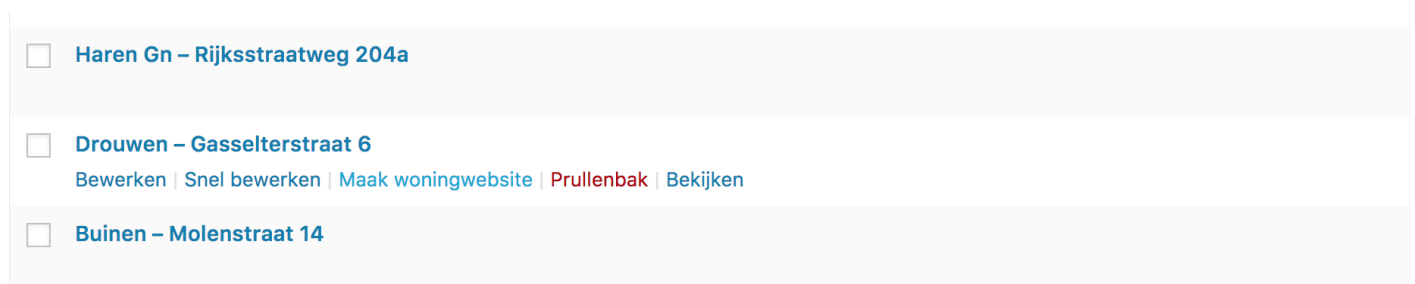 Haren Gn – Rijksstraatweg 204a
Drouwen – Gasselterstraat 6
Bewerken | Snel bewerken | Maak woningwebsite | Prullenbak | Bekijken
Buinen – Molenstraat 14